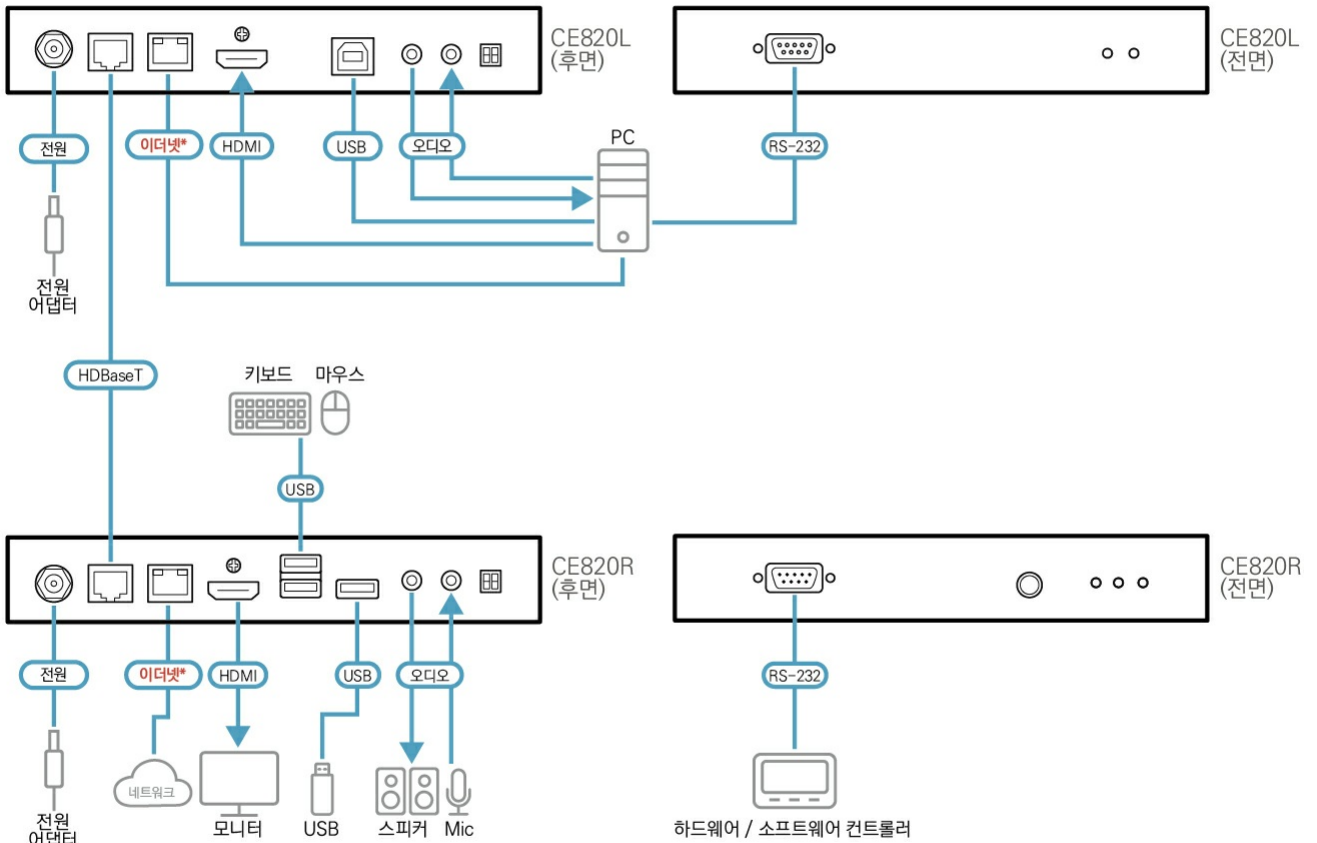 CE820L
(후면)
CE820L
(전면)
전원
이더넷*
HDMI
USB
오디오
PC
RS-232
전원
어댑터
HDBaseT
키보드
마우스
USB
CE820R
(후면)
CE820R
(전면)
전원
이더넷*
HDMI
USB
오디오
RS-232
네트워크
전원
어댑터
모니터
USB
스피커
Mic
하드웨어 / 소프트웨어 컨트롤러